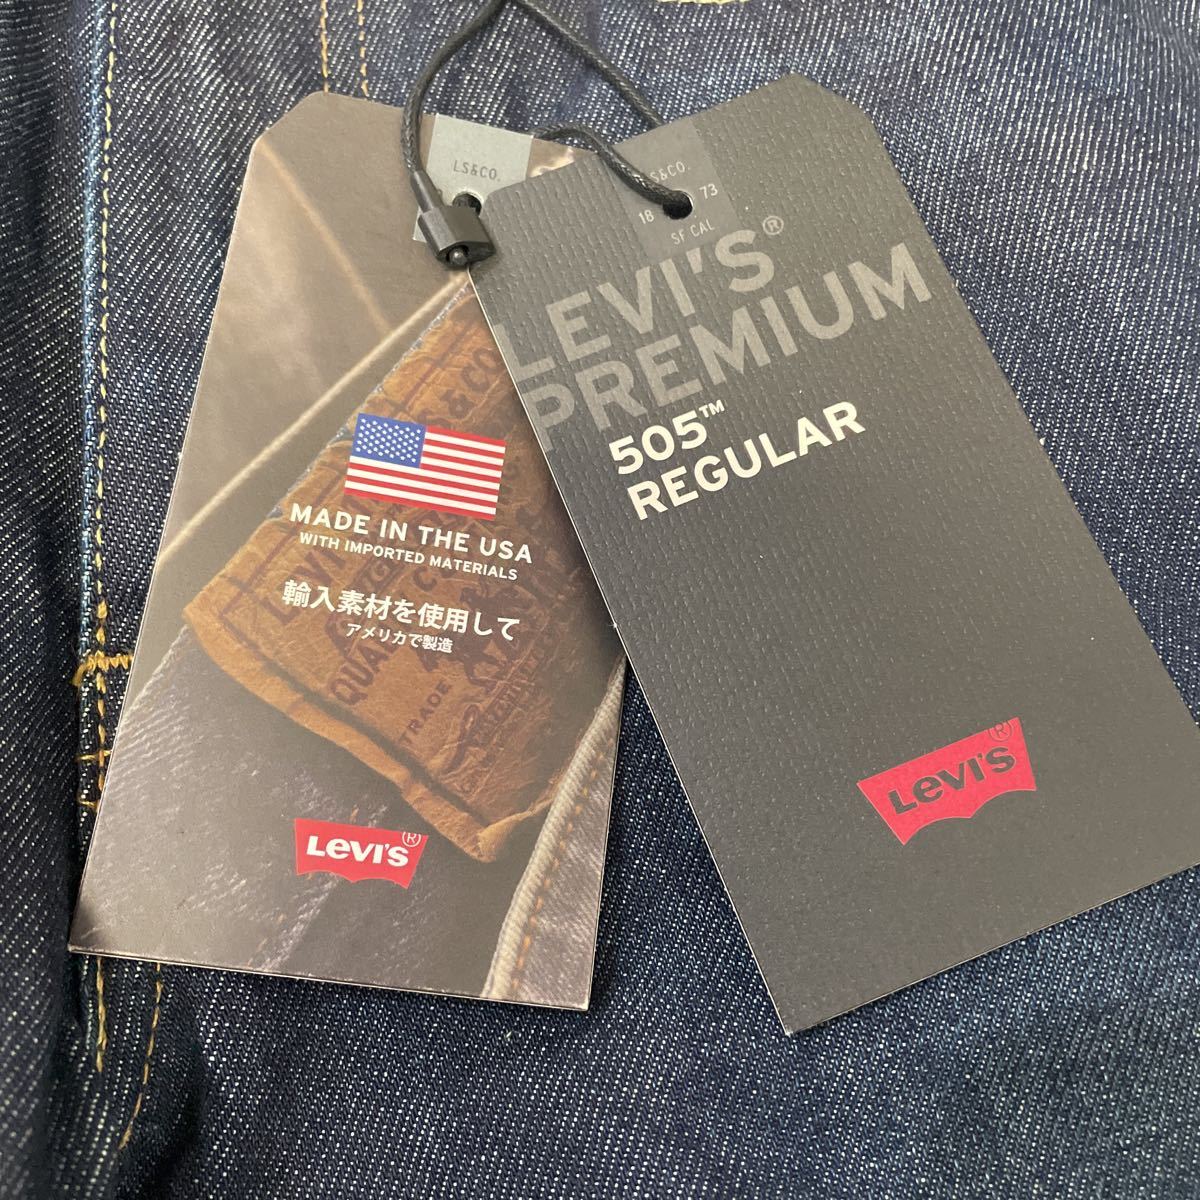 LS&CO.
MADE IN THE USA
WITH IMPORTED MATERIALS
輸入素材を使用して
アメリカで製造
TRADE
LEVI'S®
S&CO.
18 73
SF CAL
LEVI'S®
PREMIUM
505™
REGULAR
LEVI'S®